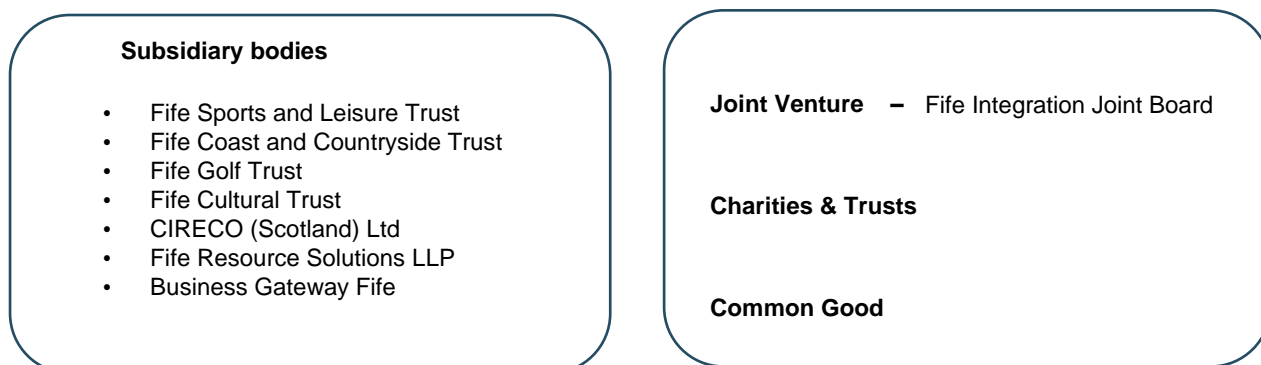 Subsidiary bodies
• Fife Sports and Leisure Trust
• Fife Coast and Countryside Trust
• Fife Golf Trust
• Fife Cultural Trust
• CIRECO (Scotland) Ltd
• Fife Resource Solutions LLP
• Business Gateway Fife
Joint Venture – Fife Integration Joint Board
Charities & Trusts
Common Good